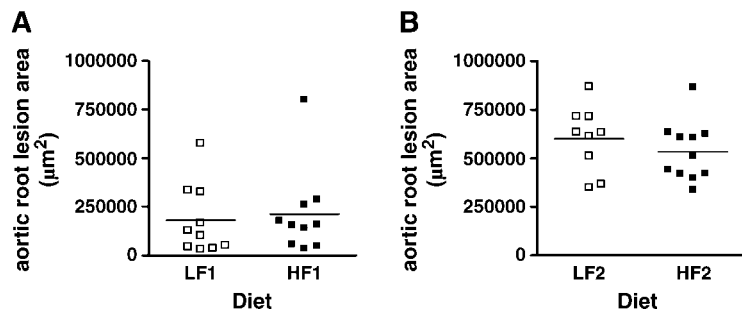 A
aortic root lesion area
(μm²)
1000000
750000
500000
250000
0
LF1 HF1
Diet
B
aortic root lesion area
(μm²)
1000000
750000
500000
250000
0
LF2 HF2
Diet